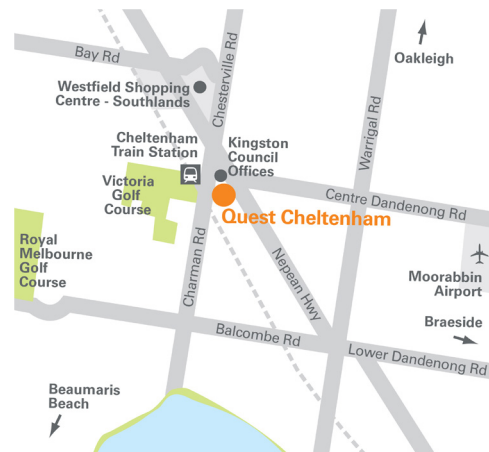 Bay Rd
Chesterville Rd
Oakleigh
Westfield Shopping
Centre - Southlands
Warrigal Rd
Cheltenham
Train Station
Kingston
Council
Offices
Victoria
Golf
Course
Centre Dandenong Rd
Quest Cheltenham
Royal
Melbourne
Golf
Course
Charman Rd
Nepean Hwy
Moorabbin
Airport
Braeside
Balcombe Rd
Lower Dandenong Rd
Beaumaris
Beach